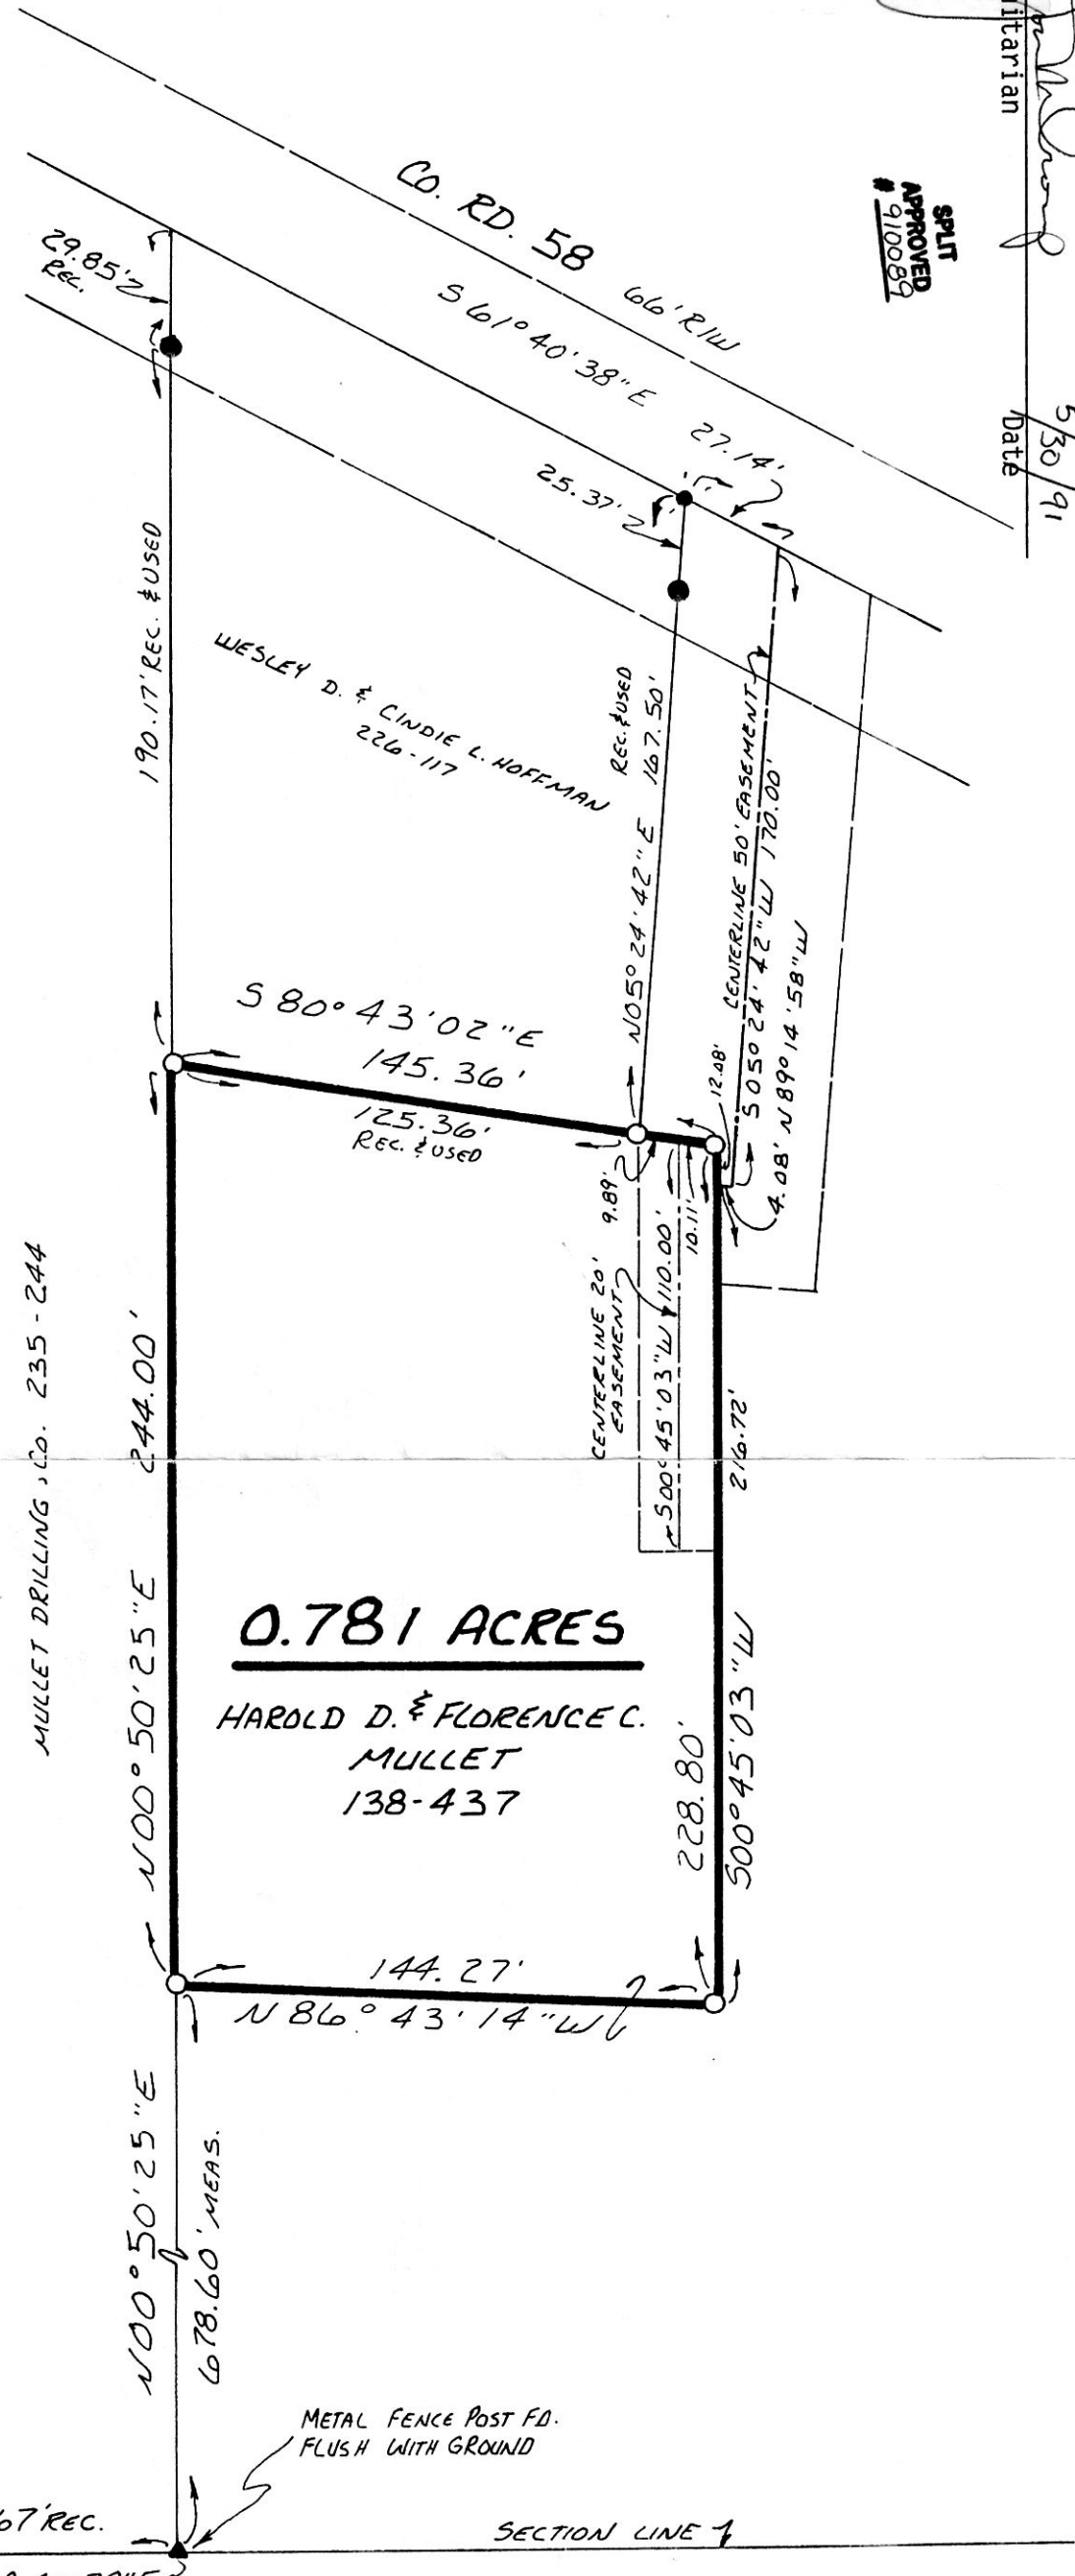 itarian
Date
5/30/91
SPLIT
APPROVED
# 910089
CO. RD. 58
66' R/W
S 61° 40' 38" E
27.14'
25.37'
29.85'
REC.
190.17' REC. & USED
WESLEY D. & CINDIE L. HOFFMAN
226-117
REC. & USED
N05° 24' 42" E 167.50'
CENTERLINE 50' EASEMENT
S 05° 24' 42" W 170.00'
4.08' N 89° 14' 58" W
12.08'
S 80° 43' 02" E
145.36'
125.36'
REC. & USED
9.89'
10.11'
CENTERLINE 20'
EASEMENT
S00° 45' 03" W 110.00'
216.72'
MULLET DRILLING, CO. 235-244
N00° 50' 25" E 244.00'
0.781 ACRES
HAROLD D. & FLORENCE C.
MULLET
138-437
228.80'
S00° 45' 03" W
144.27'
N 86° 43' 14" W
N00° 50' 25" E
678.60' MEAS.
METAL FENCE POST FD.
FLUSH WITH GROUND
67' REC.
SECTION LINE